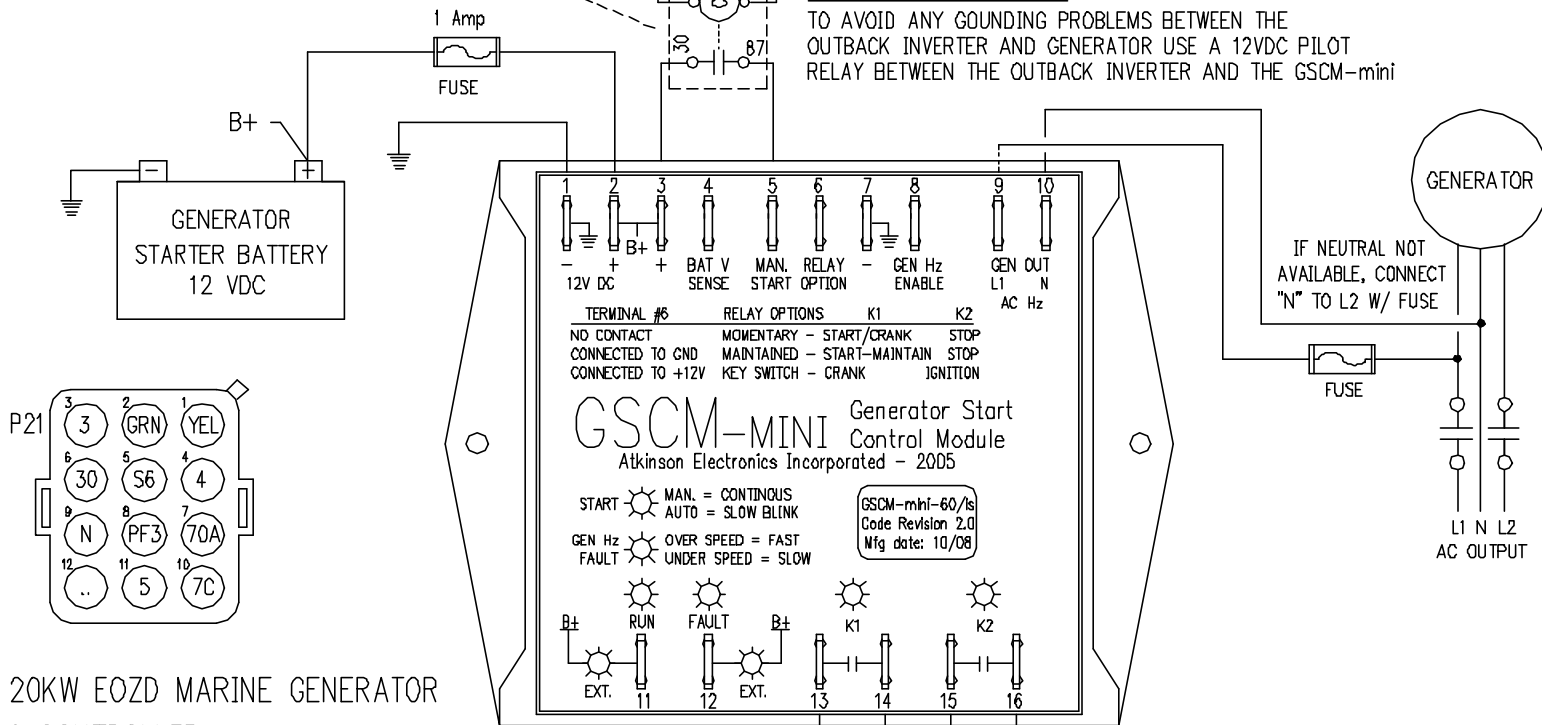 1 Amp
FUSE
30 87
TO AVOID ANY GOUNDING PROBLEMS BETWEEN THE
OUTBACK INVERTER AND GENERATOR USE A 12VDC PILOT
RELAY BETWEEN THE OUTBACK INVERTER AND THE GSCM-mini
B+
- +
GENERATOR
STARTER BATTERY
12 VDC
GENERATOR
IF NEUTRAL NOT
AVAILABLE, CONNECT
"N" TO L2 W/ FUSE
FUSE
L1 N L2
AC OUTPUT
1 2 3 4 5 6 7 8 9 10
B+
- + + BAT V MAN. RELAY - GEN Hz GEN OUT
12V DC SENSE START OPTION ENABLE L1 N
AC Hz
TERMINAL #6 RELAY OPTIONS K1 K2
NO CONTACT MOMENTARY - START/CRANK STOP
CONNECTED TO GND MAINTAINED - START-MAINTAIN STOP
CONNECTED TO +12V KEY SWITCH - CRANK IGNITION
GSCM-MINI Generator Start
Control Module
Atkinson Electronics Incorporated - 2005
START MAN. = CONTINOUS
AUTO = SLOW BLINK
GEN Hz OVER SPEED = FAST
FAULT UNDER SPEED = SLOW
GSCM-mini-60/ls
Code Revision 2.0
Mfg date: 10/08
RUN FAULT K1 K2
B+ B+
EXT. EXT.
11 12 13 14 15 16
P21
3 2 1
3 GRN YEL
6 5 4
30 S6 4
9 8 7
N PF3 70A
12 11 10
.. 5 7C
20KW EOZD MARINE GENERATOR